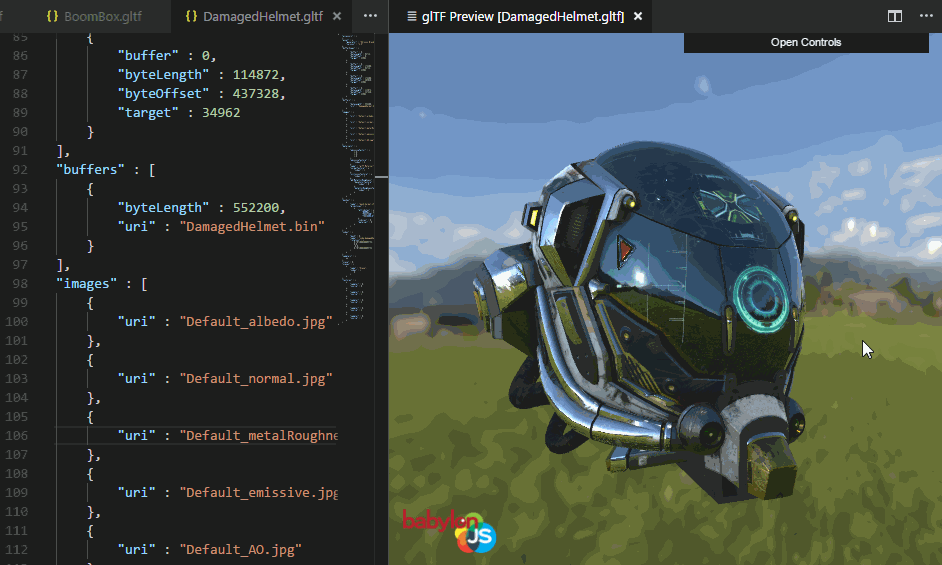 f
{} BoomBox.gltf
{} DamagedHelmet.gltf ×
glTF Preview [DamagedHelmet.gltf] ×
Open Controls
85 {
86 "buffer" : 0,
87 "byteLength" : 114872,
88 "byteOffset" : 437328,
89 "target" : 34962
90 }
91 ],
92 "buffers" : [
93 {
94 "byteLength" : 552200,
95 "uri" : "DamagedHelmet.bin"
96 }
97 ],
98 "images" : [
99 {
100 "uri" : "Default_albedo.jpg"
101 },
102 {
103 "uri" : "Default_normal.jpg"
104 },
105 {
106 "uri" : "Default_metalRoughne
107 },
108 {
109 "uri" : "Default_emissive.jpg
110 },
111 {
112 "uri" : "Default_AO.jpg"
babylon
JS